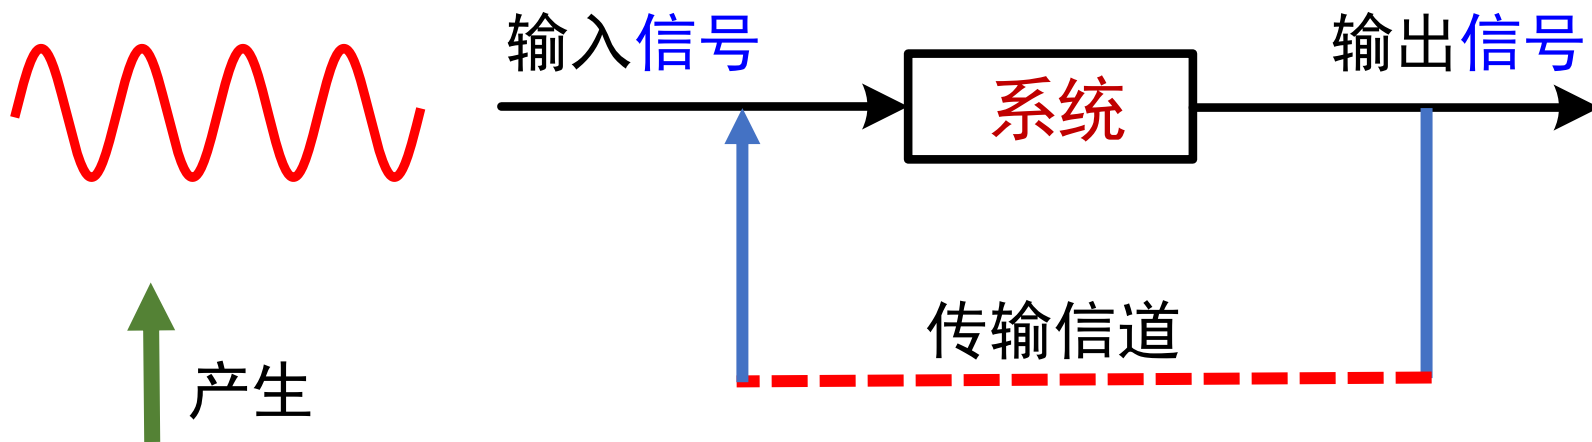 输入信号
输出信号
系统
传输信道
产生